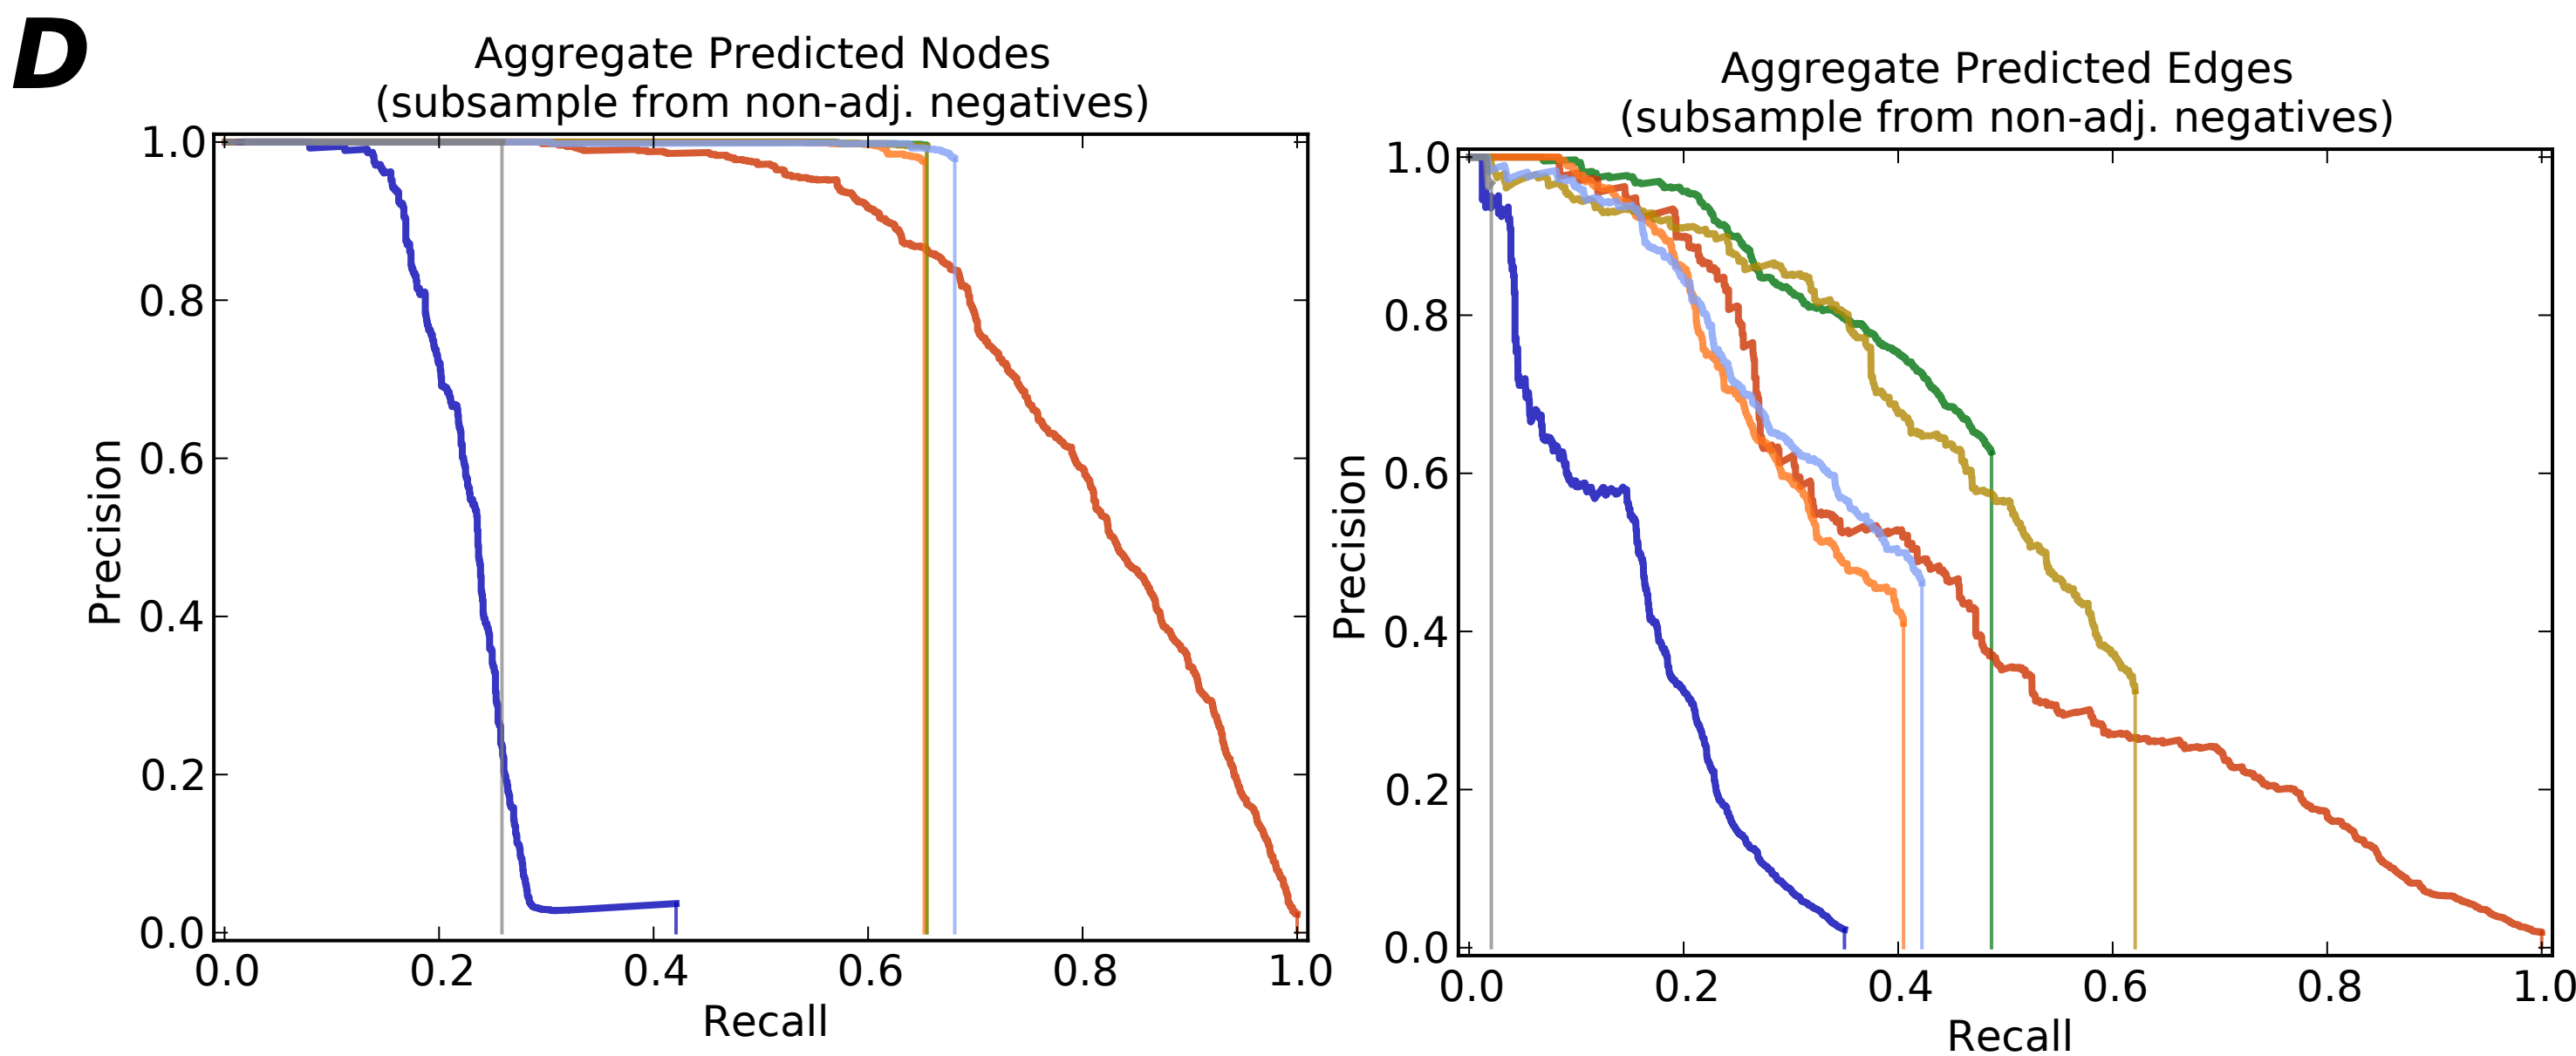 D
Aggregate Predicted Nodes
(subsample from non-adj. negatives)
1.0
0.8
0.6
0.4
0.2
0.0
Precision
0.0 0.2 0.4 0.6 0.8 1.0
Recall
Aggregate Predicted Edges
(subsample from non-adj. negatives)
1.0
0.8
0.6
0.4
0.2
0.0
Precision
0.0 0.2 0.4 0.6 0.8 1.0
Recall